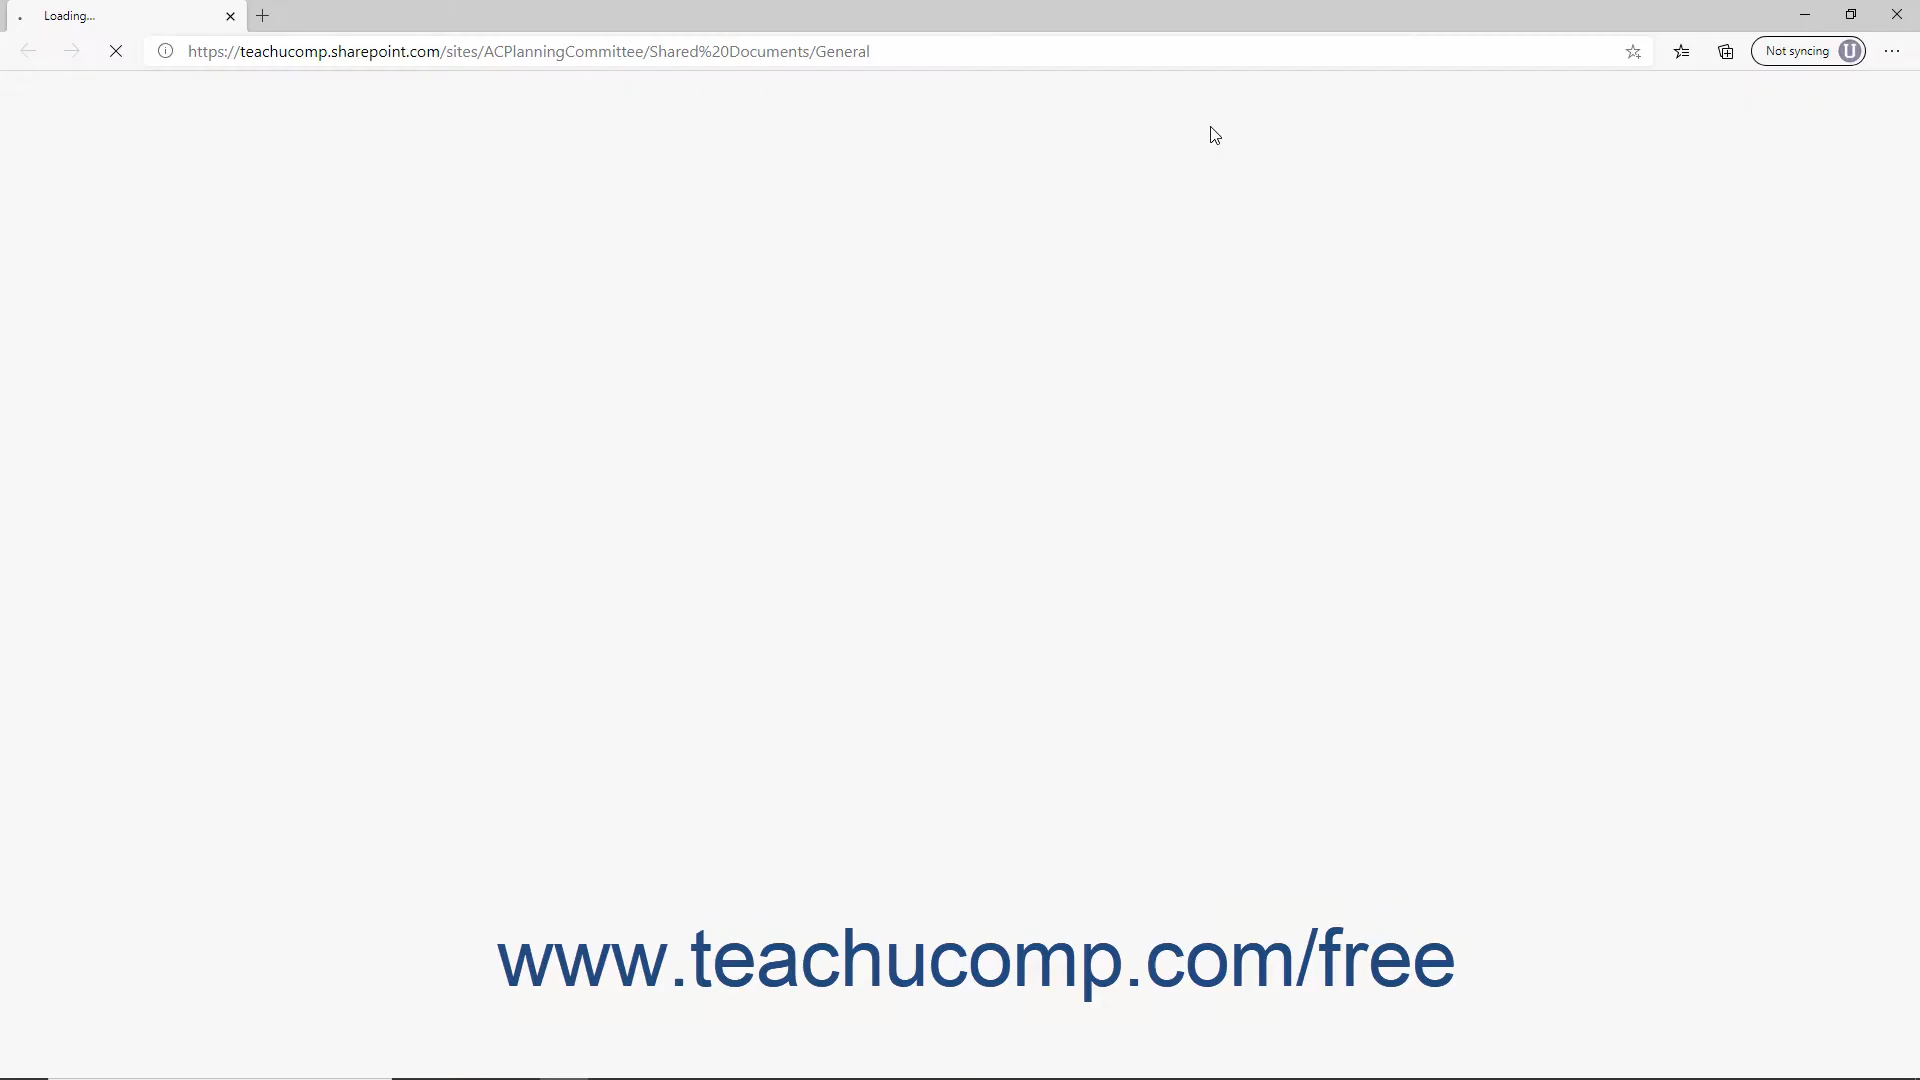 Loading...
https://teachucomp.sharepoint.com/sites/ACPlanningCommittee/Shared%20Documents/General
Not syncing
U
www.teachucomp.com/free